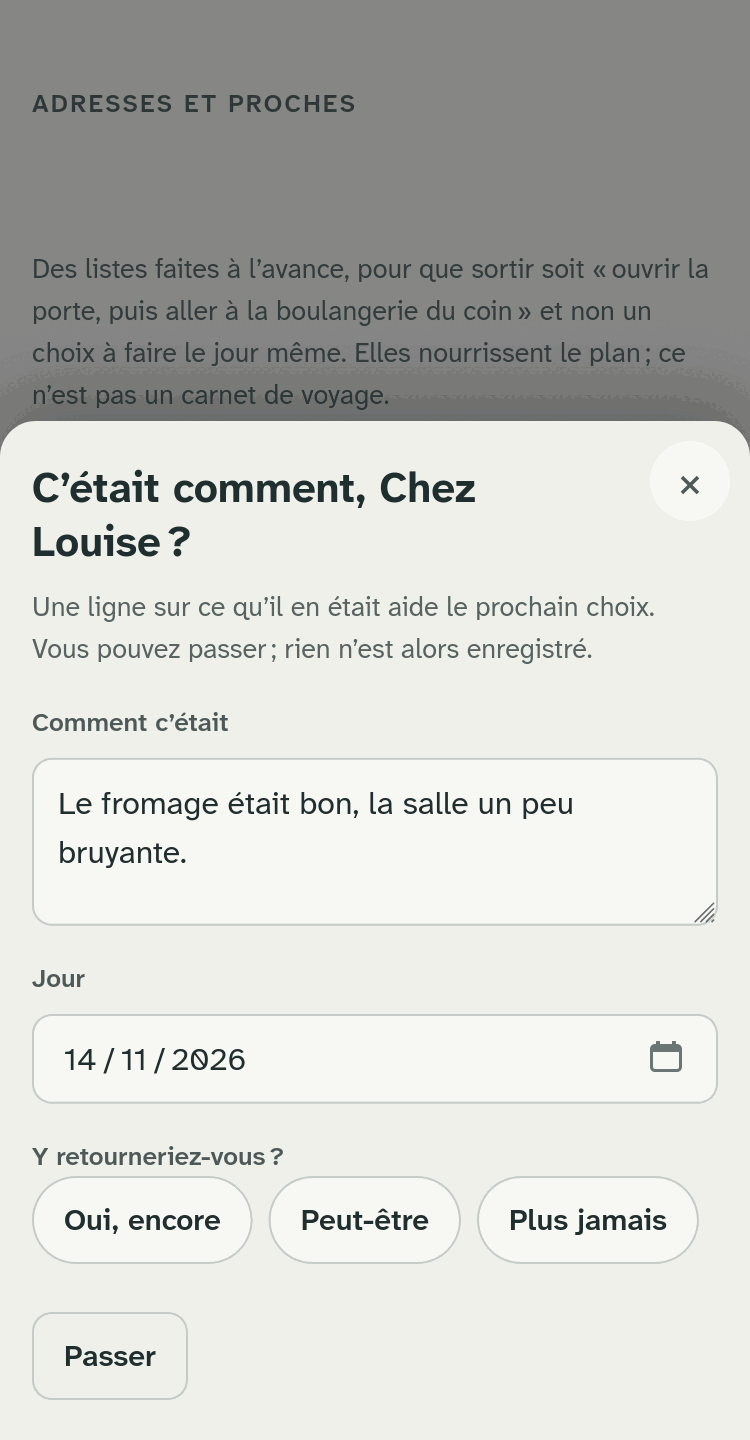 ADRESSES ET PROCHES
Des listes faites à l’avance, pour que sortir soit « ouvrir la
porte, puis aller à la boulangerie du coin » et non un
choix à faire le jour même. Elles nourrissent le plan ; ce
n’est pas un carnet de voyage.
C’était comment, Chez
Louise ?
×
Une ligne sur ce qu’il en était aide le prochain choix.
Vous pouvez passer ; rien n’est alors enregistré.
Comment c’était
Le fromage était bon, la salle un peu
bruyante.
Jour
14 / 11 / 2026
Y retourneriez-vous ?
Oui, encore
Peut-être
Plus jamais
Passer